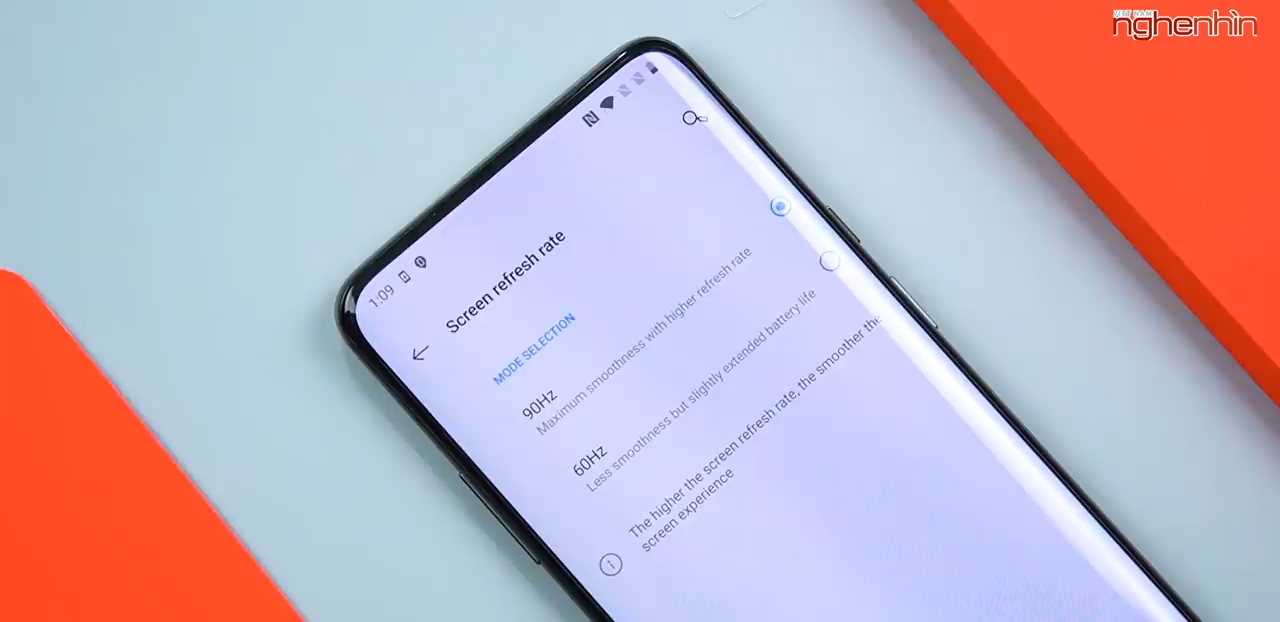 VIỆT NAM
nghenhìn
1:09
Screen refresh rate
MODE SELECTION
90Hz
Maximum smoothness with higher refresh rate
60Hz
Less smoothness but slightly extended battery life
The higher the screen refresh rate, the smoother the
screen experience